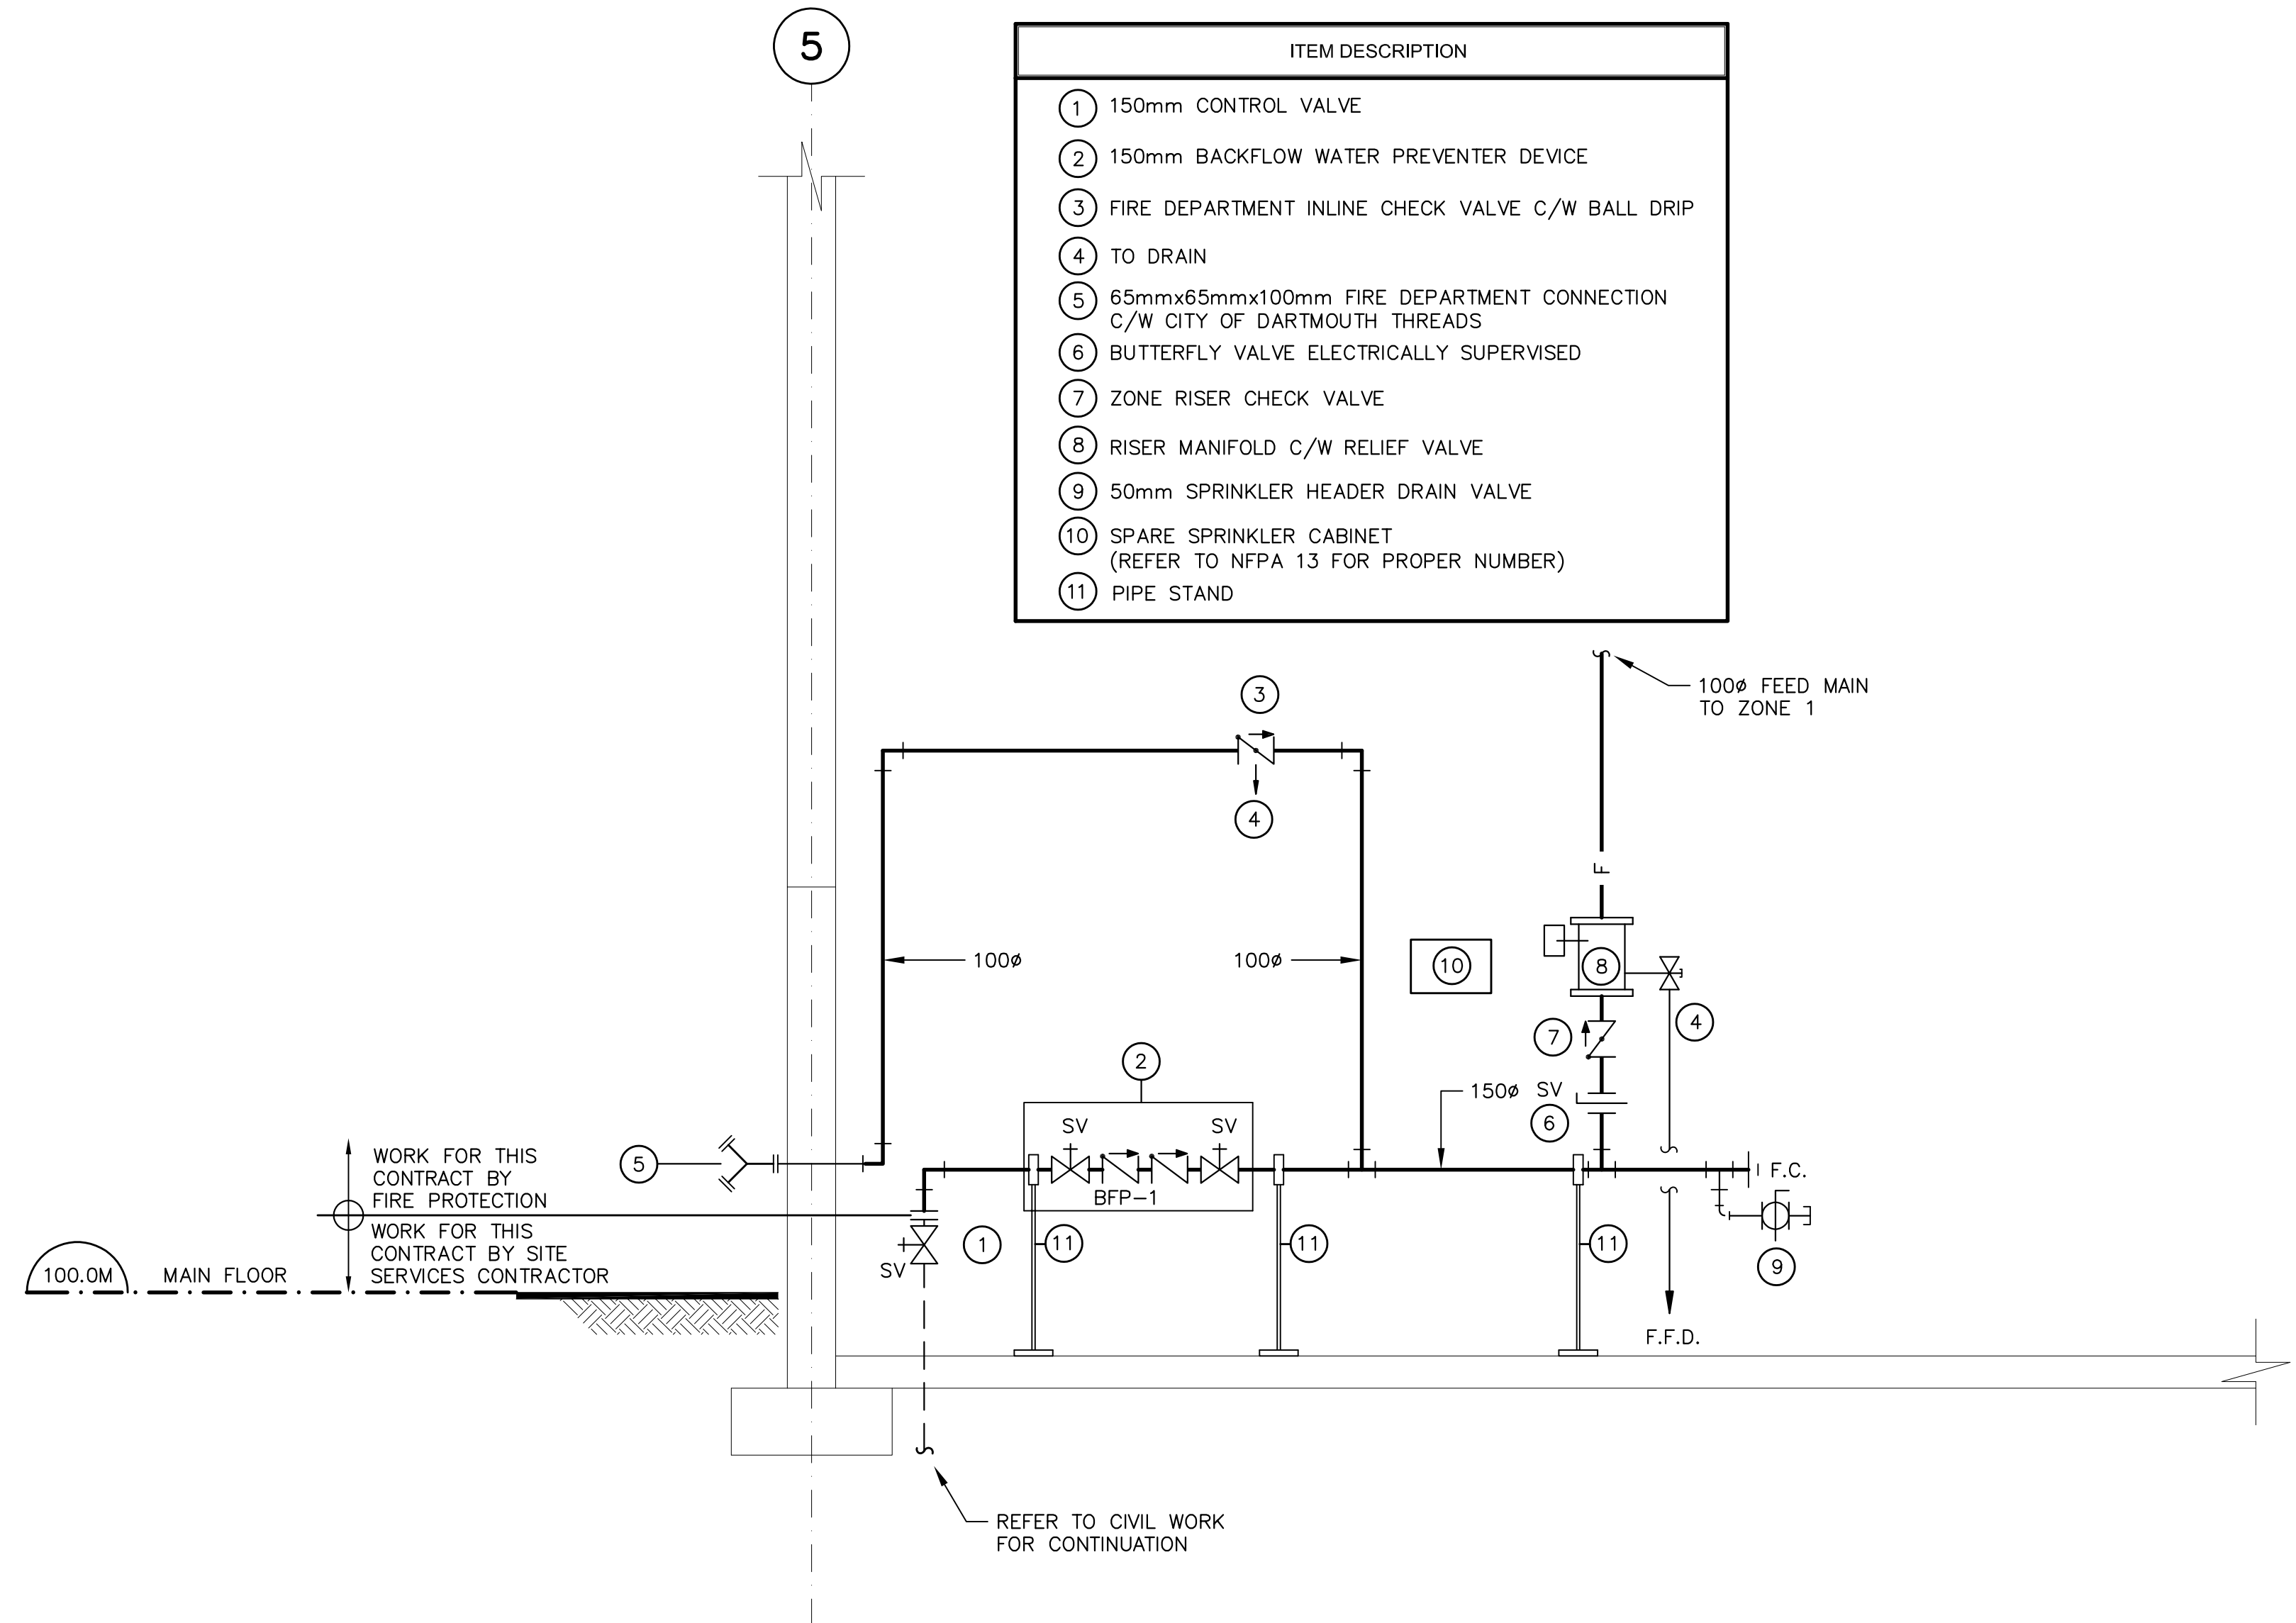 5
ITEM DESCRIPTION
1 150mm CONTROL VALVE
2 150mm BACKFLOW WATER PREVENTER DEVICE
3 FIRE DEPARTMENT INLINE CHECK VALVE C/W BALL DRIP
4 TO DRAIN
5 65mmx65mmx100mm FIRE DEPARTMENT CONNECTION
C/W CITY OF DARTMOUTH THREADS
6 BUTTERFLY VALVE ELECTRICALLY SUPERVISED
7 ZONE RISER CHECK VALVE
8 RISER MANIFOLD C/W RELIEF VALVE
9 50mm SPRINKLER HEADER DRAIN VALVE
10 SPARE SPRINKLER CABINET
(REFER TO NFPA 13 FOR PROPER NUMBER)
11 PIPE STAND
100ø FEED MAIN
TO ZONE 1
3
4
F
100ø
100ø
10
8
4
7
2
150ø SV
6
SV
SV
BFP-1
5
F.C.
WORK FOR THIS
CONTRACT BY
FIRE PROTECTION
WORK FOR THIS
CONTRACT BY SITE
SERVICES CONTRACTOR
1
11
11
11
9
SV
100.0M
MAIN FLOOR
F.F.D.
REFER TO CIVIL WORK
FOR CONTINUATION